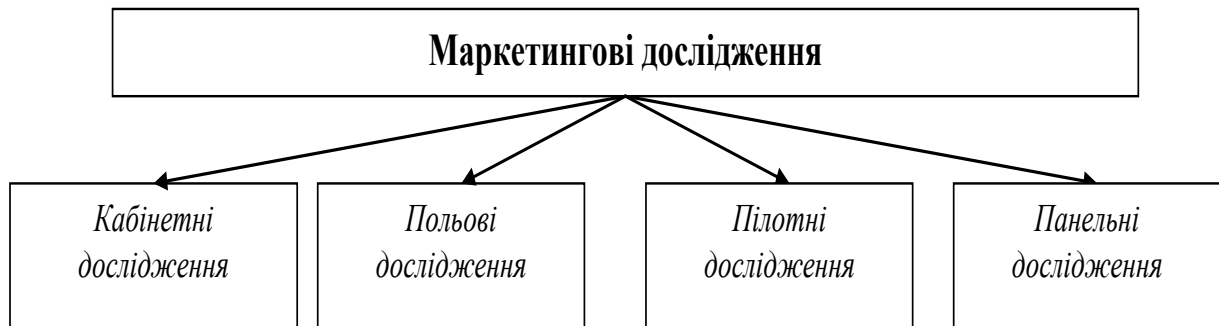 Маркетингові дослідження
Кабінетні
дослідження
Польові
дослідження
Пілотні
дослідження
Панельні
дослідження